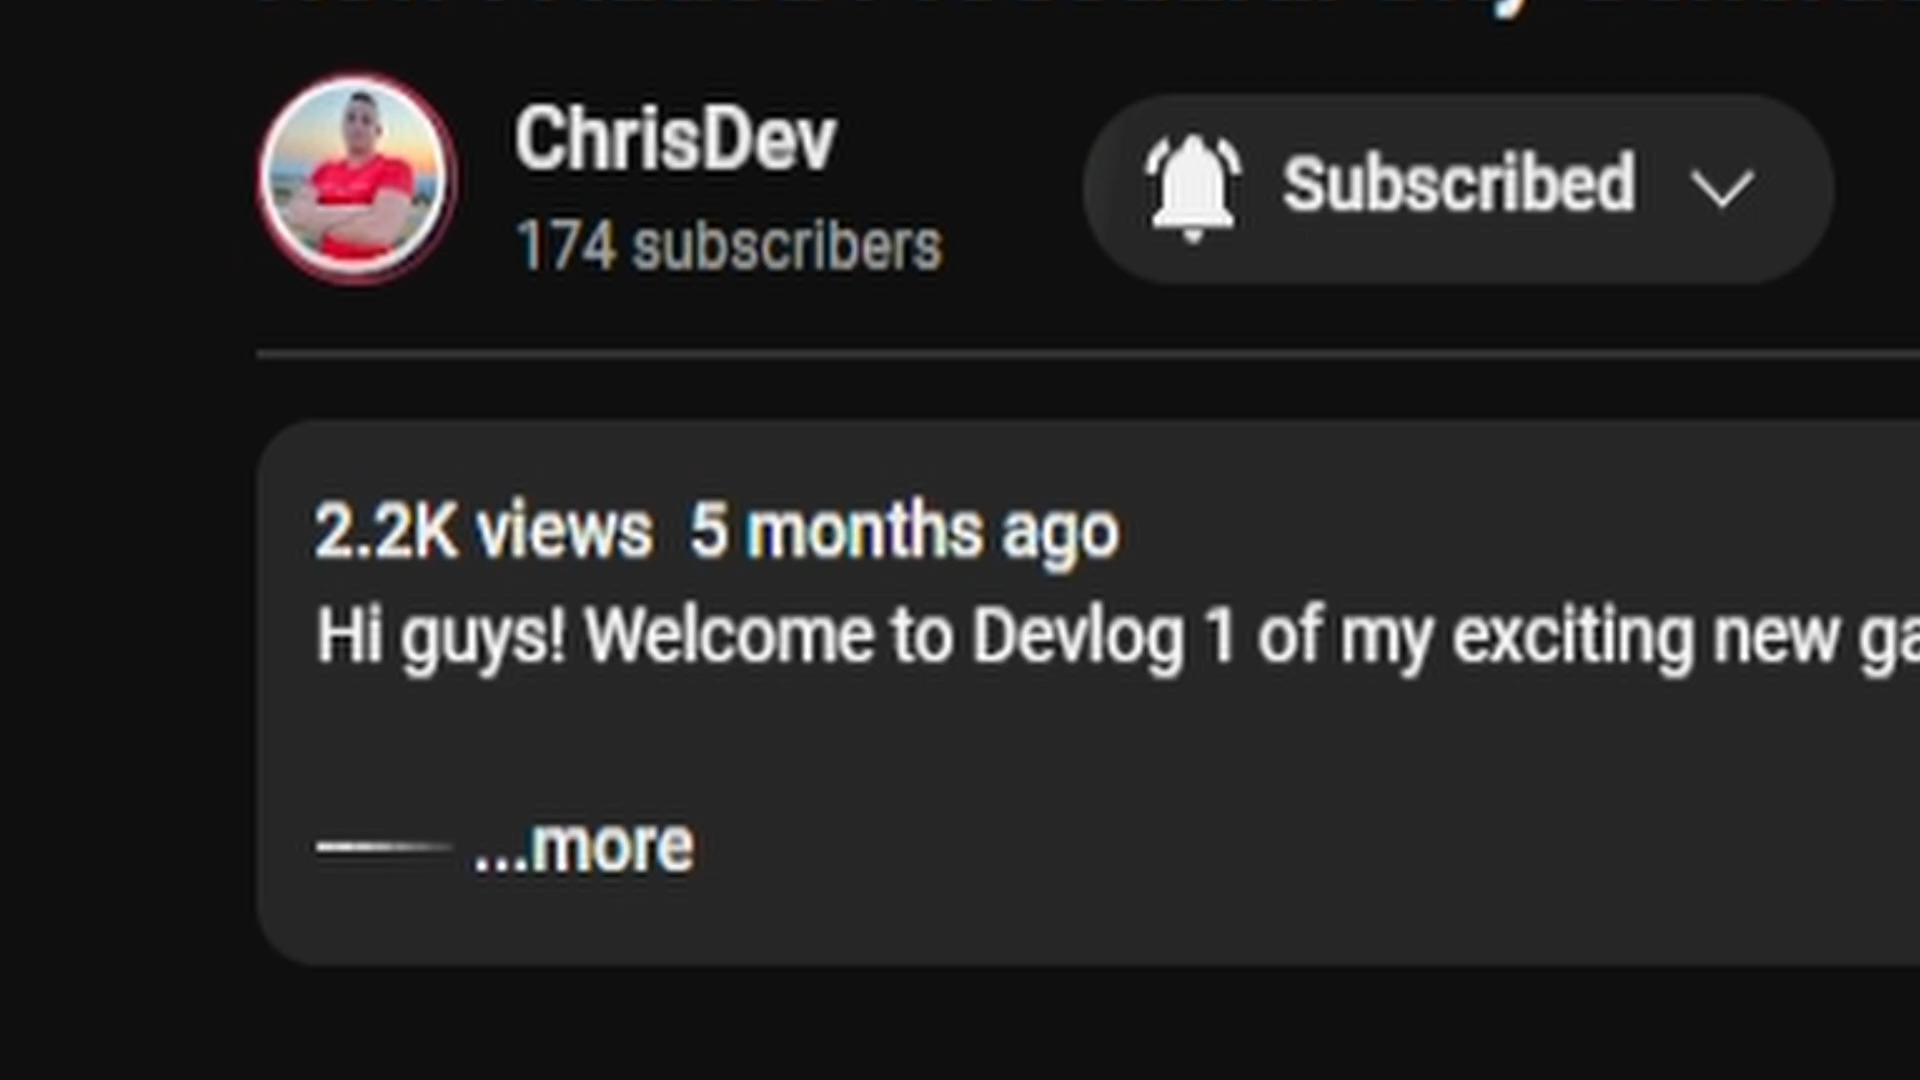 ChrisDev
174 subscribers
Subscribed
2.2K views 5 months ago
Hi guys! Welcome to Devlog 1 of my exciting new ga
...more